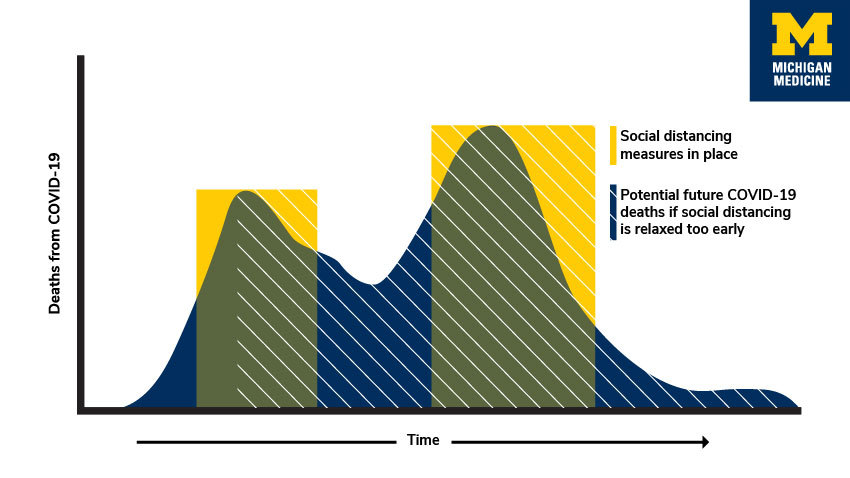 M
MICHIGAN
MEDICINE
Deaths from COVID-19
Social distancing
measures in place
Potential future COVID-19
deaths if social distancing
is relaxed too early
Time